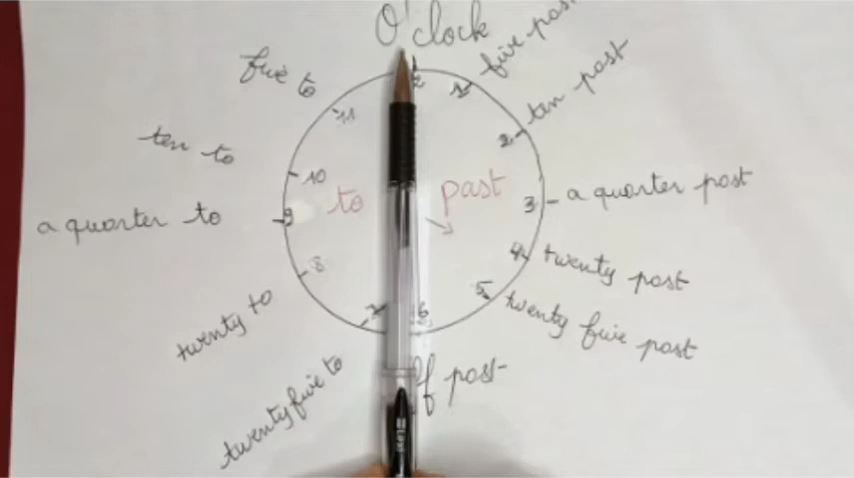 O'clock
five past
ten past
a quarter past
twenty past
twenty five past
lf past
twenty five to
twenty to
a quarter to
ten to
five to
12
1
2
3
4
5
6
7
8
9
10
11
to
past